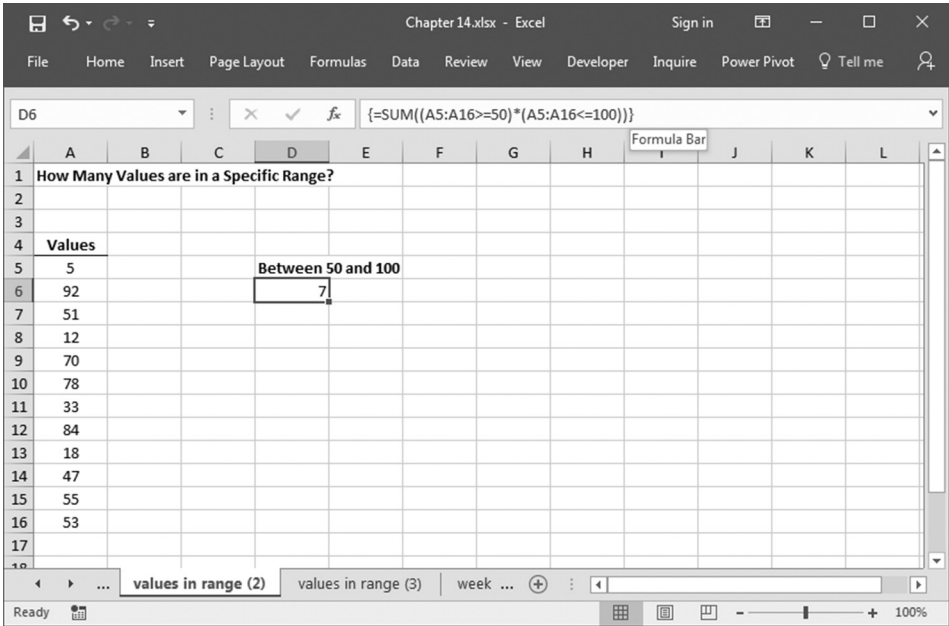 Chapter 14.xlsx - Excel Sign in
File Home Insert Page Layout Formulas Data Review View Developer Inquire Power Pivot Tell me
D6 fx {=SUM((A5:A16>=50)*(A5:A16<=100))}
Formula Bar
A B C D E F G H I J K L
1 How Many Values are in a Specific Range?
2
3
4 Values
5 5 Between 50 and 100
6 92 7
7 51
8 12
9 70
10 78
11 33
12 84
13 18
14 47
15 55
16 53
17
18
... values in range (2) values in range (3) week ...
Ready 100%